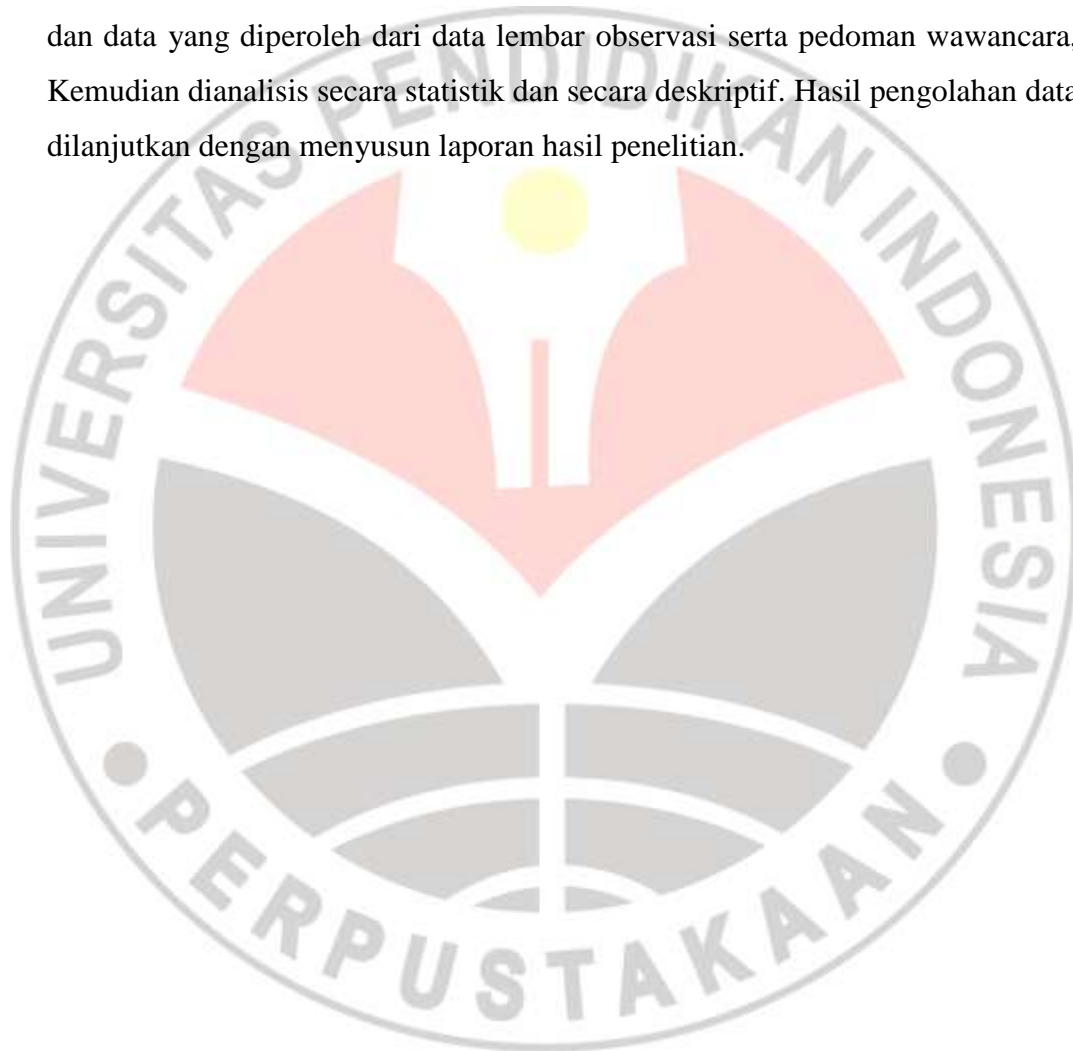 dan data yang diperoleh dari data lembar observasi serta pedoman wawancara,
Kemudian dianalisis secara statistik dan secara deskriptif. Hasil pengolahan data
dilanjutkan dengan menyusun laporan hasil penelitian.
UNIVERSITAS PENDIDIKAN INDONESIA
PERPUSTAKAAN